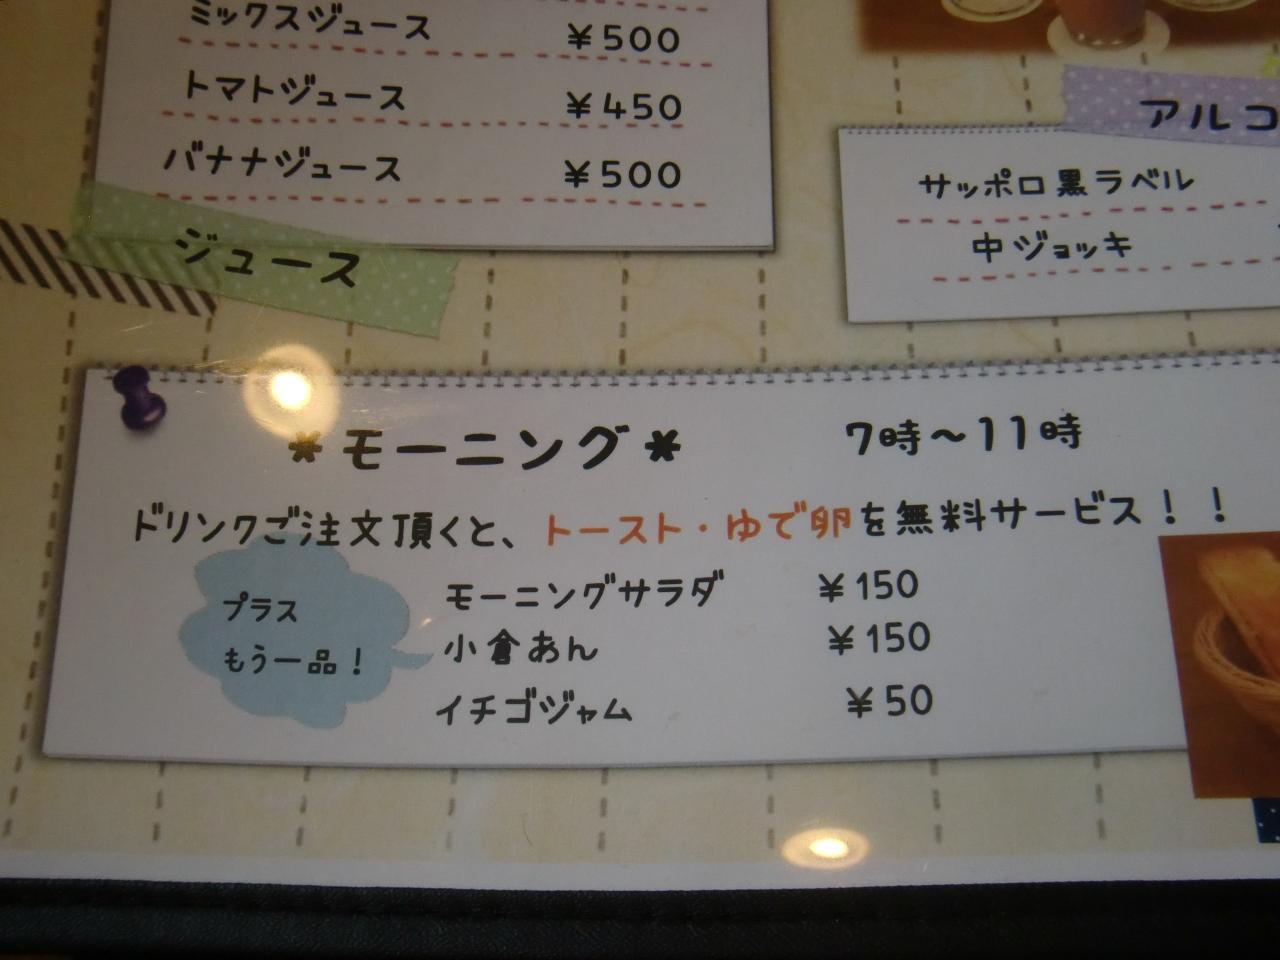 ミックスジュース ￥500
トマトジュース ￥450
バナナジュース ￥500
ジュース
アルコ
サッポロ黒ラベル
中ジョッキ
*モーニング* 7時～11時
ドリンクご注文頂くと、トースト・ゆで卵を無料サービス！！
プラス
もう一品！
モーニングサラダ ￥150
小倉あん ￥150
イチゴジャム ￥50